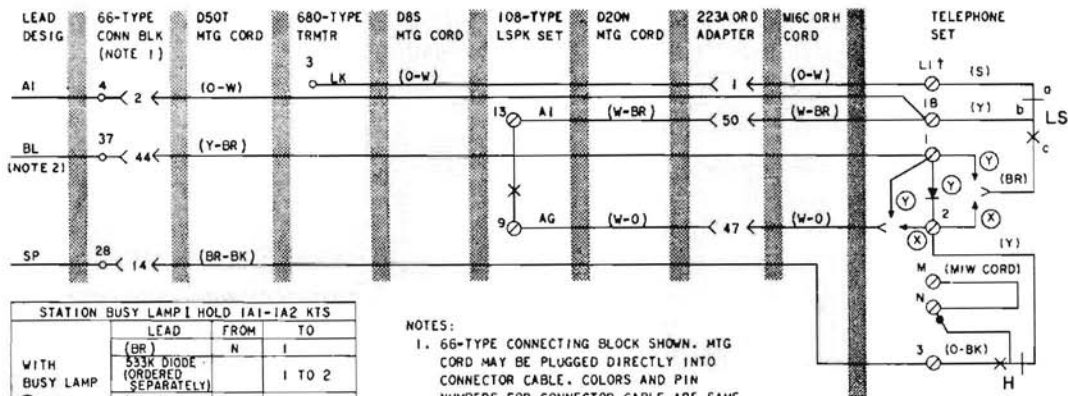 LEAD DESIG
66-TYPE CONN BLK (NOTE 1)
D50T MTG CORD
680-TYPE TRMTR
D8S MTG CORD
108-TYPE LSPK SET
D20N MTG CORD
223A ORD ADAPTER
M16C OR H CORD
TELEPHONE SET
3 LK (O-W) 1 (O-W) L1† (S)
a
A1 4 2 (O-W) 18
b LS
13 A1 (W-BR) 50 (W-BR) (Y)
c
BL 37 44 (Y-BR) 1
(NOTE 2)
Y Y Y (BR)
9 AG (W-O) 47 (W-O) X 2 X
(Y)
SP 28 14 (BR-BK)
M (M1W CORD)
N
3 (O-BK)
H
STATION BUSY LAMP I HOLD 1A1-1A2 KTS
LEAD FROM TO
WITH BUSY LAMP
(BR) N 1
533K DIODE (ORDERED SEPARATELY) 1 TO 2
NOTES:
1. 66-TYPE CONNECTING BLOCK SHOWN. MTG
CORD MAY BE PLUGGED DIRECTLY INTO
CONNECTOR CABLE. COLORS AND PIN
NUMBERS FOR CONNECTOR CABLE ARE SAME